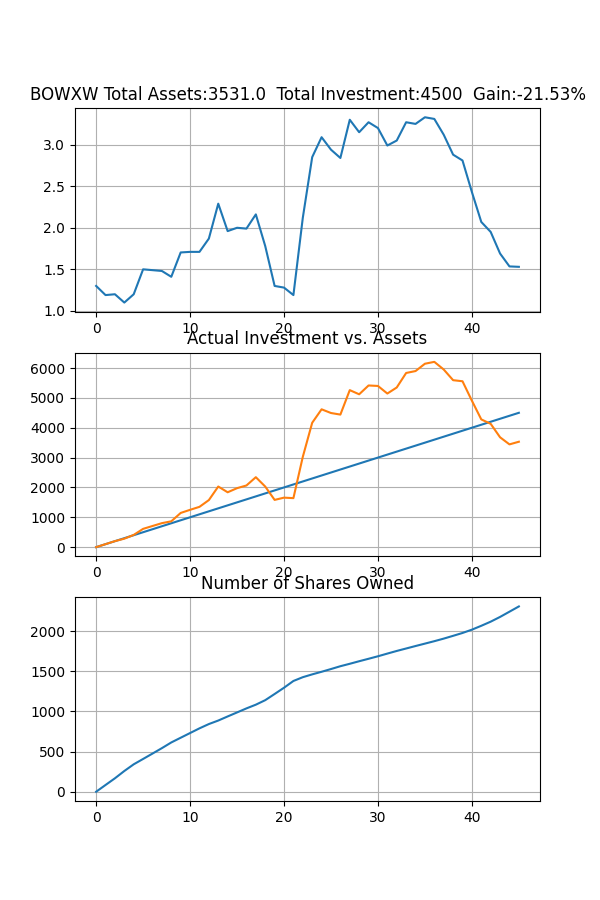 BOWXW Total Assets:3531.0  Total Investment:4500  Gain:-21.53%
3.0
2.5
2.0
1.5
1.0
0 10 20 30 40
Actual Investment vs. Assets
6000
5000
4000
3000
2000
1000
0
0 10 20 30 40
Number of Shares Owned
2000
1500
1000
500
0
0 10 20 30 40